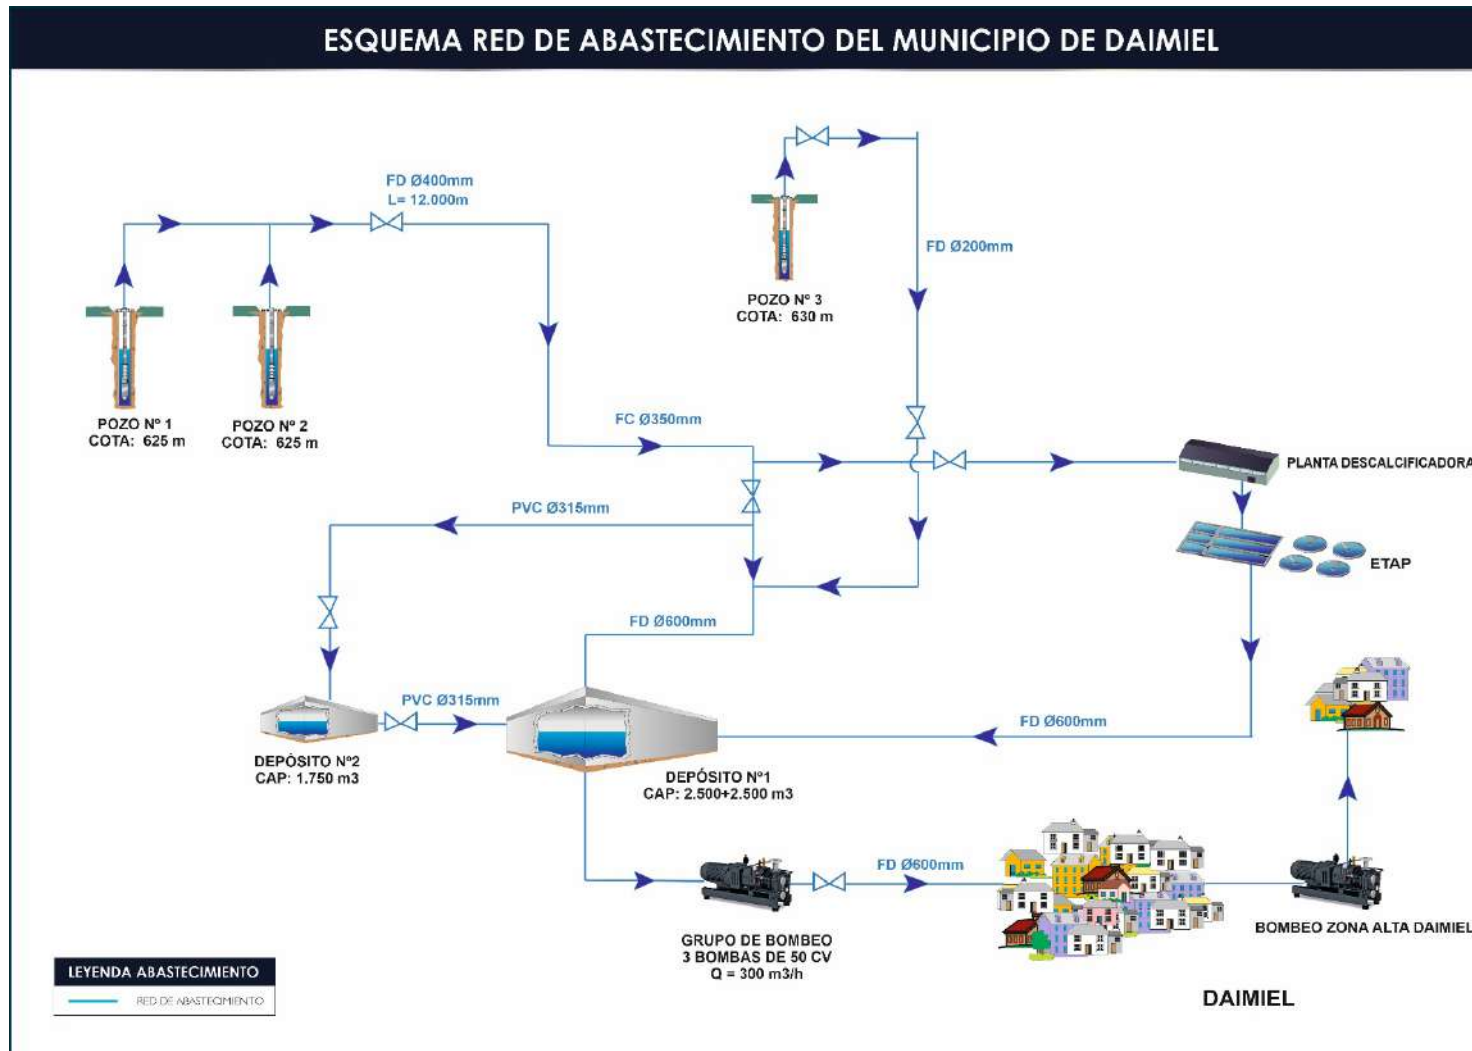 ESQUEMA RED DE ABASTECIMIENTO DEL MUNICIPIO DE DAIMIEL
FD Ø400mm
L= 12.000m
FD Ø200mm
POZO Nº 3
COTA: 630 m
POZO Nº 1
COTA: 625 m
POZO Nº 2
COTA: 625 m
FC Ø350mm
PLANTA DESCALCIFICADORA
PVC Ø315mm
ETAP
FD Ø600mm
PVC Ø315mm
FD Ø600mm
DEPÓSITO Nº2
CAP: 1.750 m3
DEPÓSITO Nº1
CAP: 2.500+2.500 m3
FD Ø600mm
GRUPO DE BOMBEO
3 BOMBAS DE 50 CV
Q = 300 m3/h
BOMBEO ZONA ALTA DAIMIEL
DAIMIEL
LEYENDA ABASTECIMIENTO
RED DE ABASTECIMIENTO